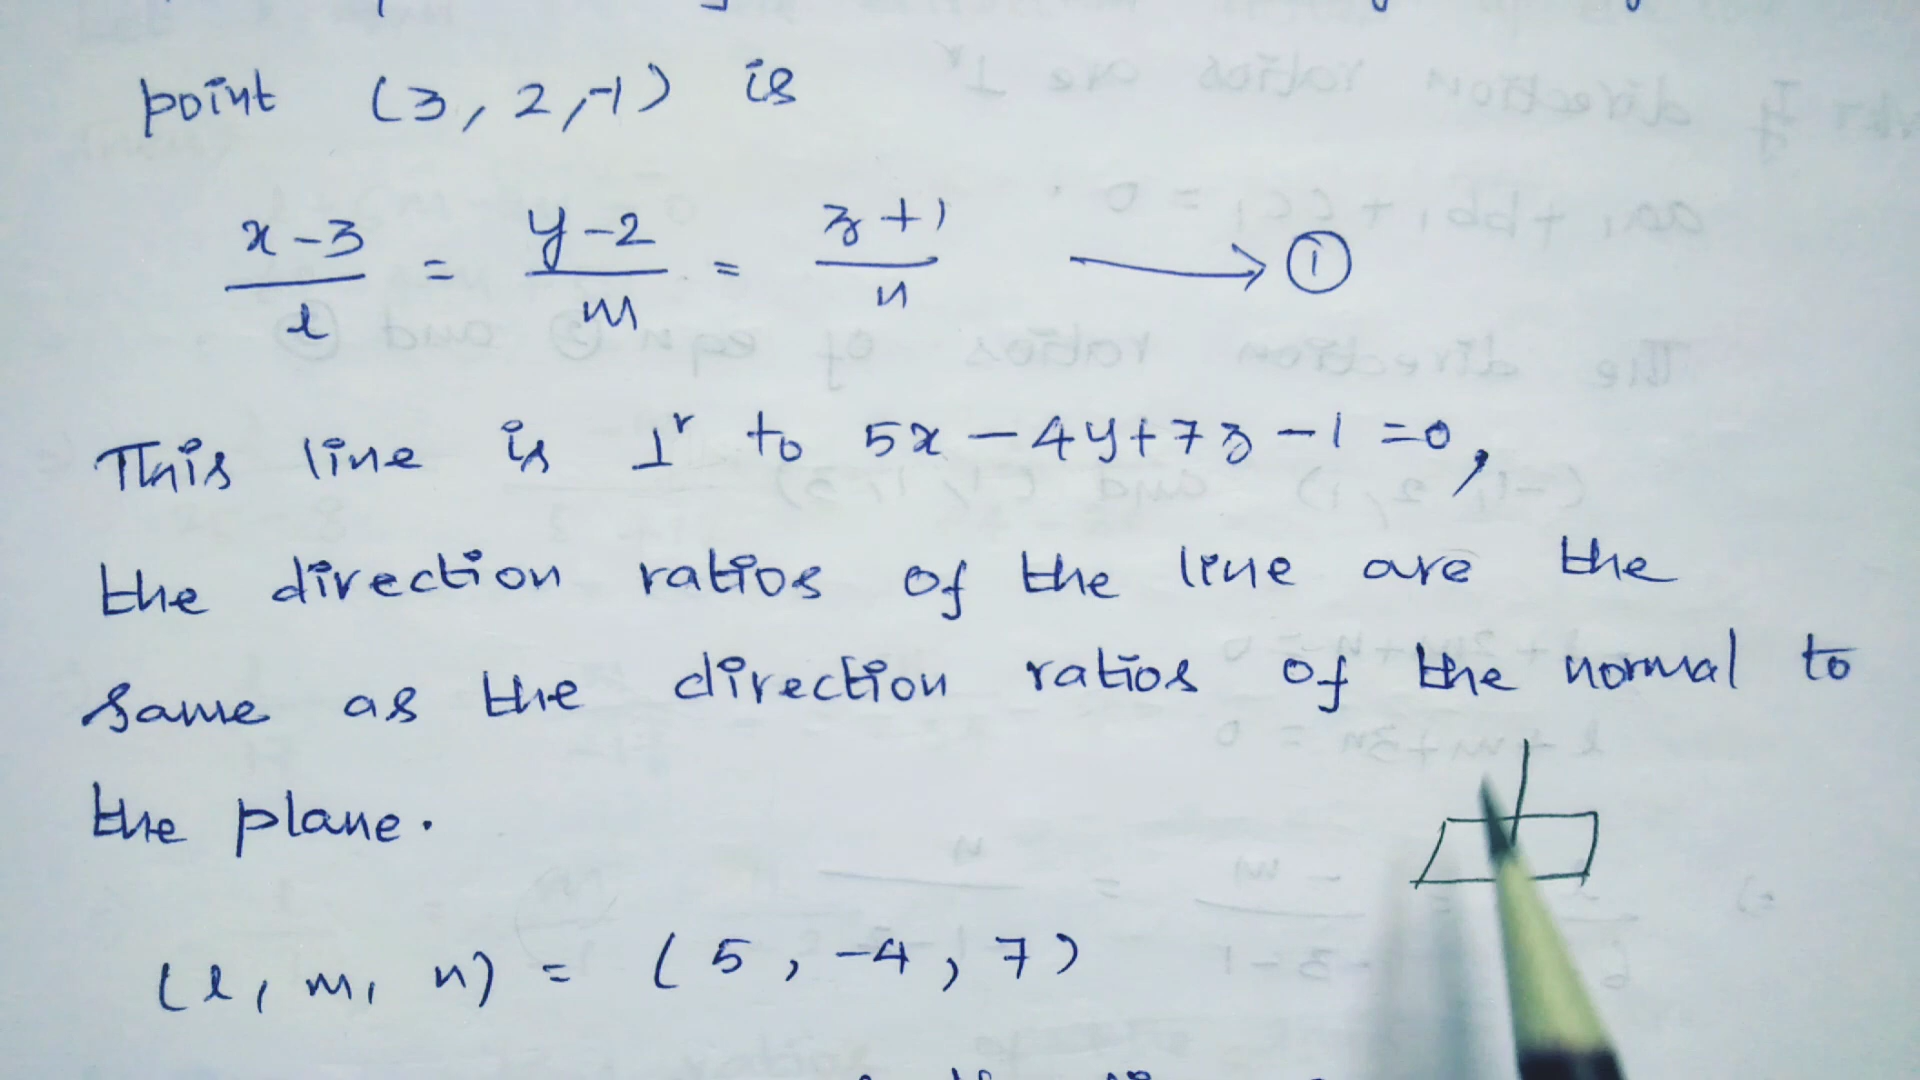 point (3, 2, -1) is
x-3/l = y-2/m = z+1/n → ①
This line is ⊥r to 5x - 4y + 7z - 1 = 0,
the direction ratios of the line are the
same as the direction ratios of the normal to
the plane.
(l, m, n) = (5, -4, 7)